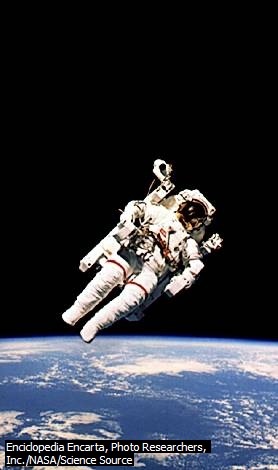 Enciclopedia Encarta, Photo Researchers,
Inc./NASA/Science Source